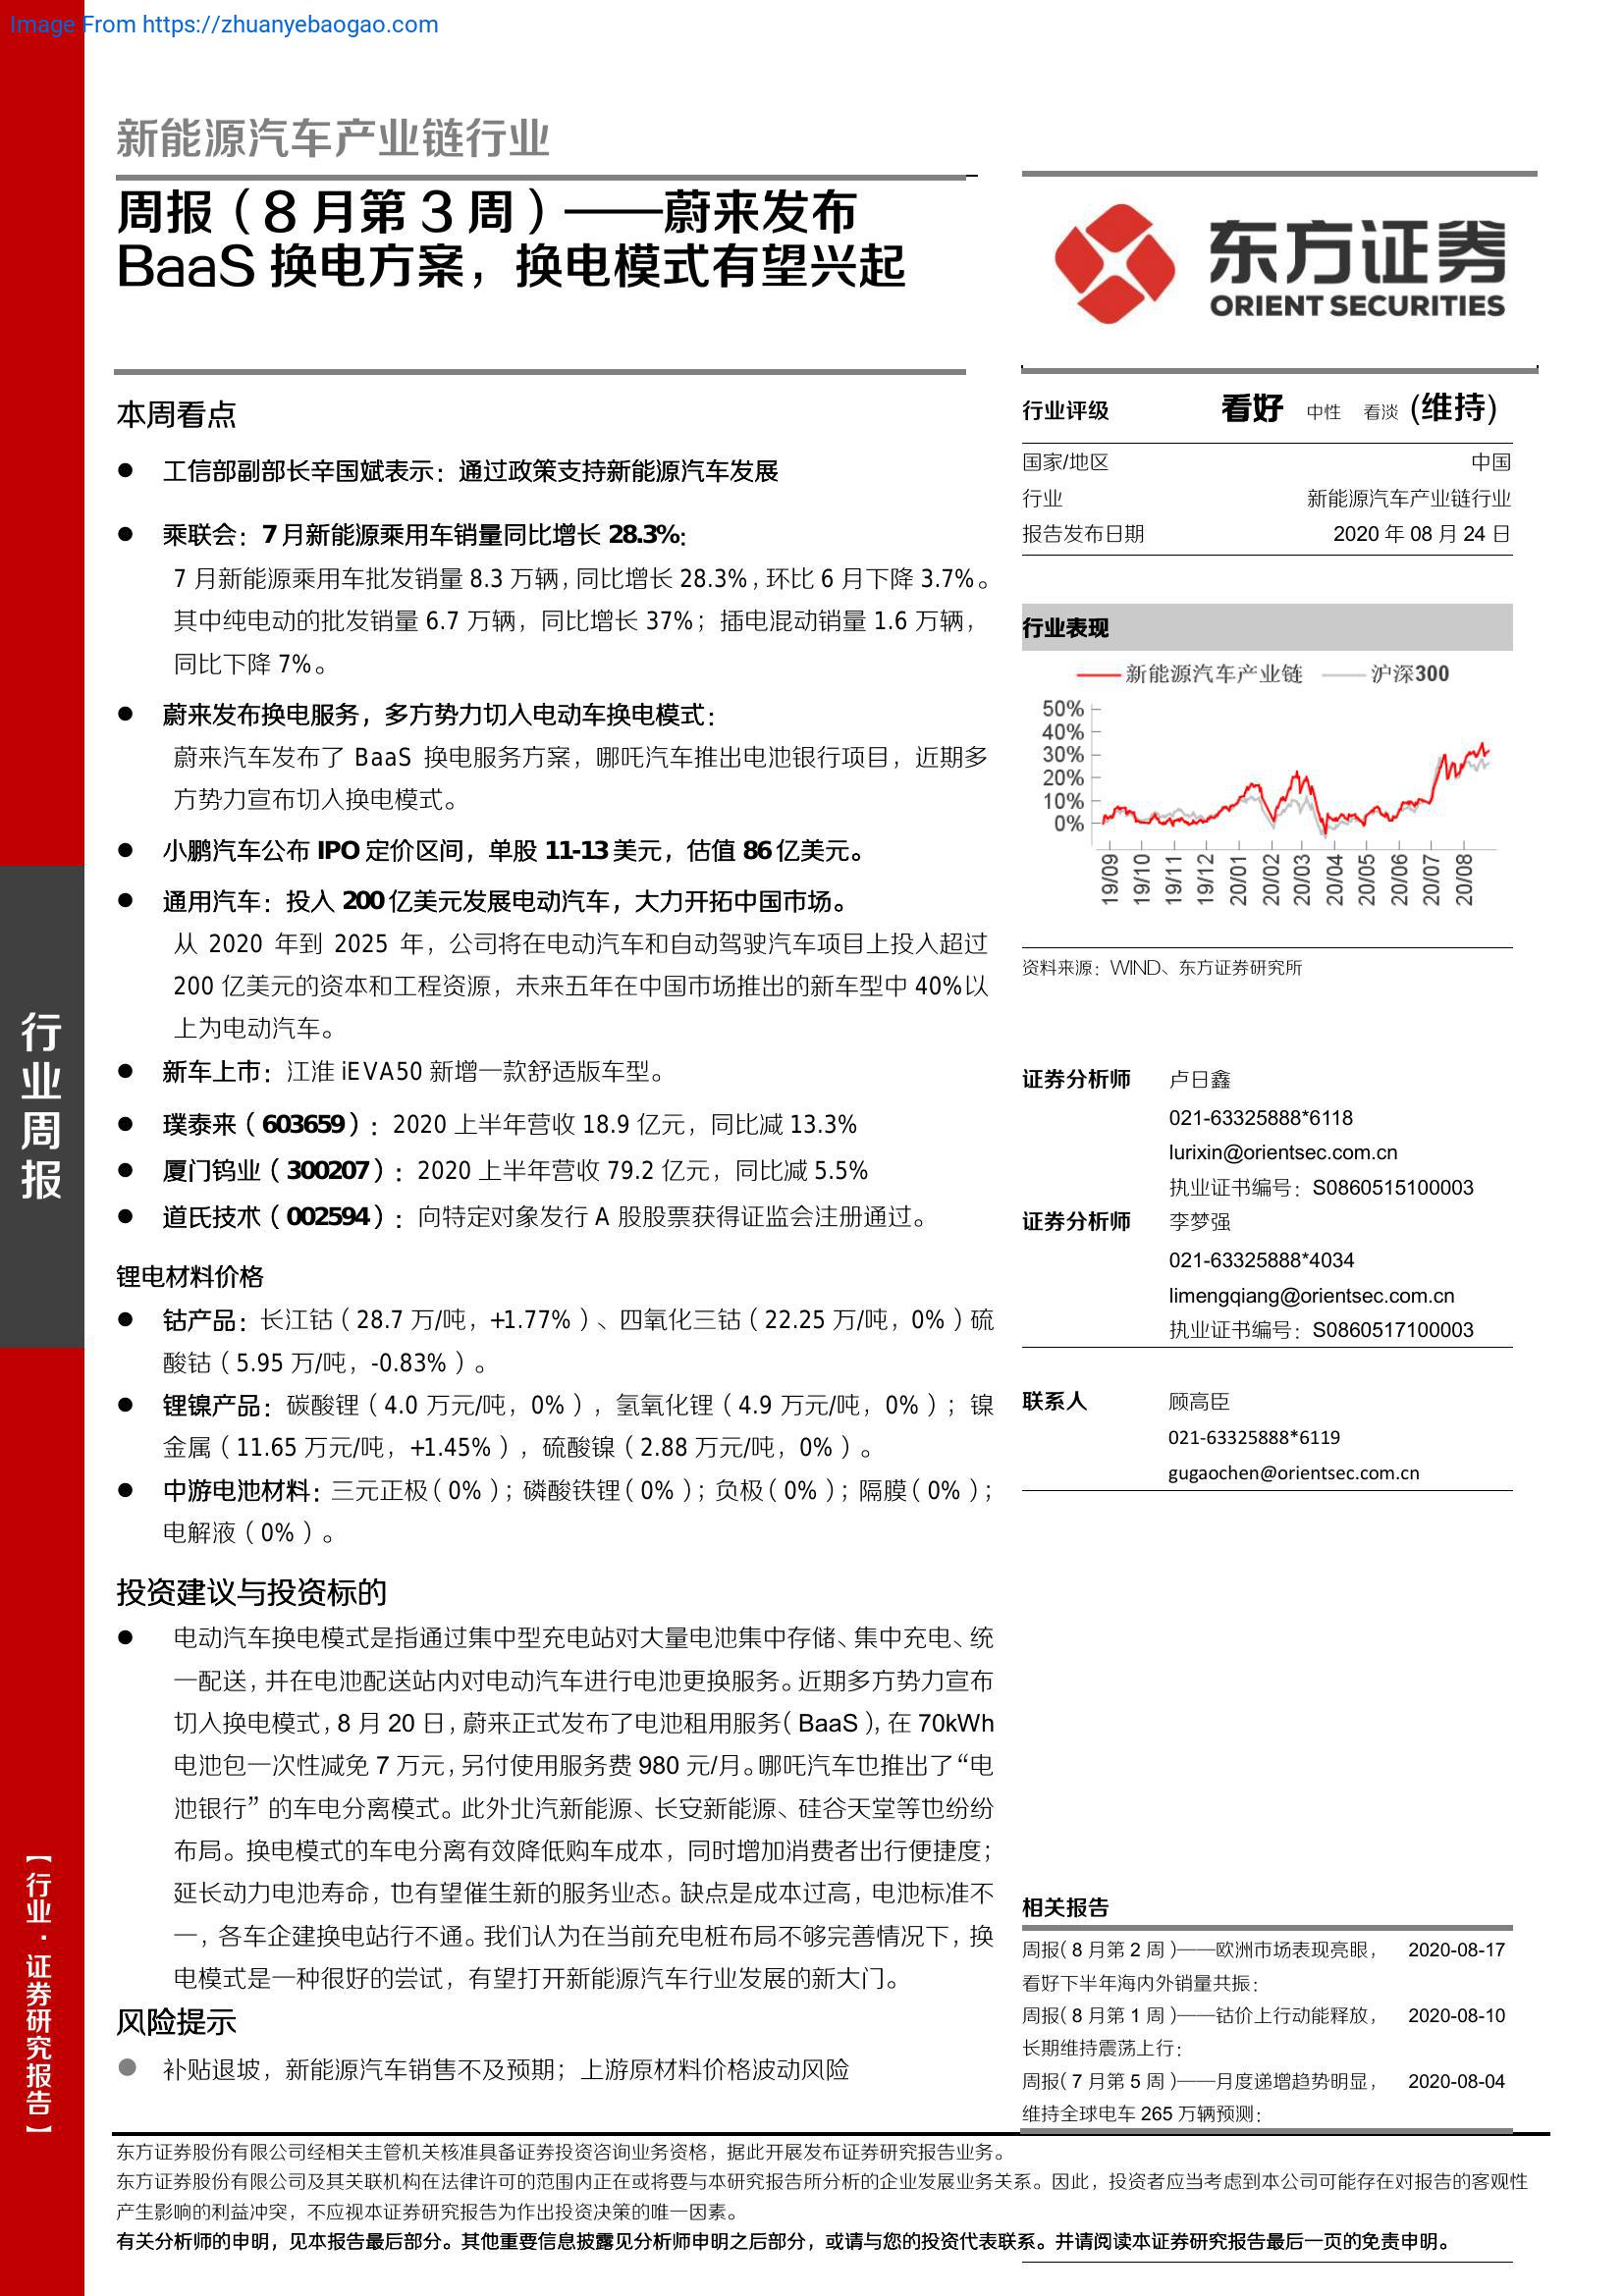 Image From https://zhuanyebaogao.com
新能源汽车产业链行业
周报（8 月第 3 周）——蔚来发布
BaaS 换电方案，换电模式有望兴起
本周看点
● 工信部副部长辛国斌表示：通过政策支持新能源汽车发展
● 乘联会：7 月新能源乘用车销量同比增长 28.3%:
7 月新能源乘用车批发销量 8.3 万辆，同比增长 28.3%，环比 6 月下降 3.7%。
其中纯电动的批发销量 6.7 万辆，同比增长 37%；插电混动销量 1.6 万辆，
同比下降 7%。
● 蔚来发布换电服务，多方势力切入电动车换电模式：
蔚来汽车发布了 BaaS 换电服务方案，哪吒汽车推出电池银行项目，近期多
方势力宣布切入换电模式。
● 小鹏汽车公布 IPO 定价区间，单股 11-13 美元，估值 86 亿美元。
● 通用汽车：投入 200 亿美元发展电动汽车，大力开拓中国市场。
从 2020 年到 2025 年，公司将在电动汽车和自动驾驶汽车项目上投入超过
200 亿美元的资本和工程资源，未来五年在中国市场推出的新车型中 40%以
上为电动汽车。
● 新车上市：江淮 iEVA50 新增一款舒适版车型。
● 璞泰来（603659）：2020 上半年营收 18.9 亿元，同比减 13.3%
● 厦门钨业（300207）：2020 上半年营收 79.2 亿元，同比减 5.5%
● 道氏技术（002594）：向特定对象发行 A 股股票获得证监会注册通过。
锂电材料价格
● 钴产品：长江钴（28.7 万/吨，+1.77%）、四氧化三钴（22.25 万/吨，0%）硫
酸钴（5.95 万/吨，-0.83%）。
● 锂镍产品：碳酸锂（4.0 万元/吨，0%），氢氧化锂（4.9 万元/吨，0%）；镍
金属（11.65 万元/吨，+1.45%），硫酸镍（2.88 万元/吨，0%）。
● 中游电池材料：三元正极（0%）；磷酸铁锂（0%）；负极（0%）；隔膜（0%）；
电解液（0%）。
投资建议与投资标的
● 电动汽车换电模式是指通过集中型充电站对大量电池集中存储、集中充电、统
一配送，并在电池配送站内对电动汽车进行电池更换服务。近期多方势力宣布
切入换电模式，8 月 20 日，蔚来正式发布了电池租用服务（BaaS），在 70kWh
电池包一次性减免 7 万元，另付使用服务费 980 元/月。哪吒汽车也推出了“电
池银行”的车电分离模式。此外北汽新能源、长安新能源、硅谷天堂等也纷纷
布局。换电模式的车电分离有效降低购车成本，同时增加消费者出行便捷度；
延长动力电池寿命，也有望催生新的服务业态。缺点是成本过高，电池标准不
一，各车企建换电站行不通。我们认为在当前充电桩布局不够完善情况下，换
电模式是一种很好的尝试，有望打开新能源汽车行业发展的新大门。
风险提示
● 补贴退坡，新能源汽车销售不及预期；上游原材料价格波动风险
东方证券
ORIENT SECURITIES
行业评级 看好 中性 看淡 (维持)
国家/地区 中国
行业 新能源汽车产业链行业
报告发布日期 2020 年 08 月 24 日
行业表现
新能源汽车产业链 沪深300
50%
40%
30%
20%
10%
0%
19/09 19/10 19/11 19/12 20/01 20/02 20/03 20/04 20/05 20/06 20/07 20/08
资料来源：WIND、东方证券研究所
证券分析师 卢日鑫
021-63325888*6118
lurixin@orientsec.com.cn
执业证书编号：S0860515100003
证券分析师 李梦强
021-63325888*4034
limengqiang@orientsec.com.cn
执业证书编号：S0860517100003
联系人 顾高臣
021-63325888*6119
gugaochen@orientsec.com.cn
相关报告
周报（8 月第 2 周）——欧洲市场表现亮眼， 2020-08-17
看好下半年海内外销量共振：
周报（8 月第 1 周）——钴价上行动能释放， 2020-08-10
长期维持震荡上行：
周报（7 月第 5 周）——月度递增趋势明显， 2020-08-04
维持全球电车 265 万辆预测：
行业周报
【行业·证券研究报告】
东方证券股份有限公司经相关主管机关核准具备证券投资咨询业务资格，据此开展发布证券研究报告业务。
东方证券股份有限公司及其关联机构在法律许可的范围内正在或将要与本研究报告所分析的企业发展业务关系。因此，投资者应当考虑到本公司可能存在对报告的客观性
产生影响的利益冲突，不应视本证券研究报告为作出投资决策的唯一因素。
有关分析师的申明，见本报告最后部分。其他重要信息披露见分析师申明之后部分，或请与您的投资代表联系。并请阅读本证券研究报告最后一页的免责申明。